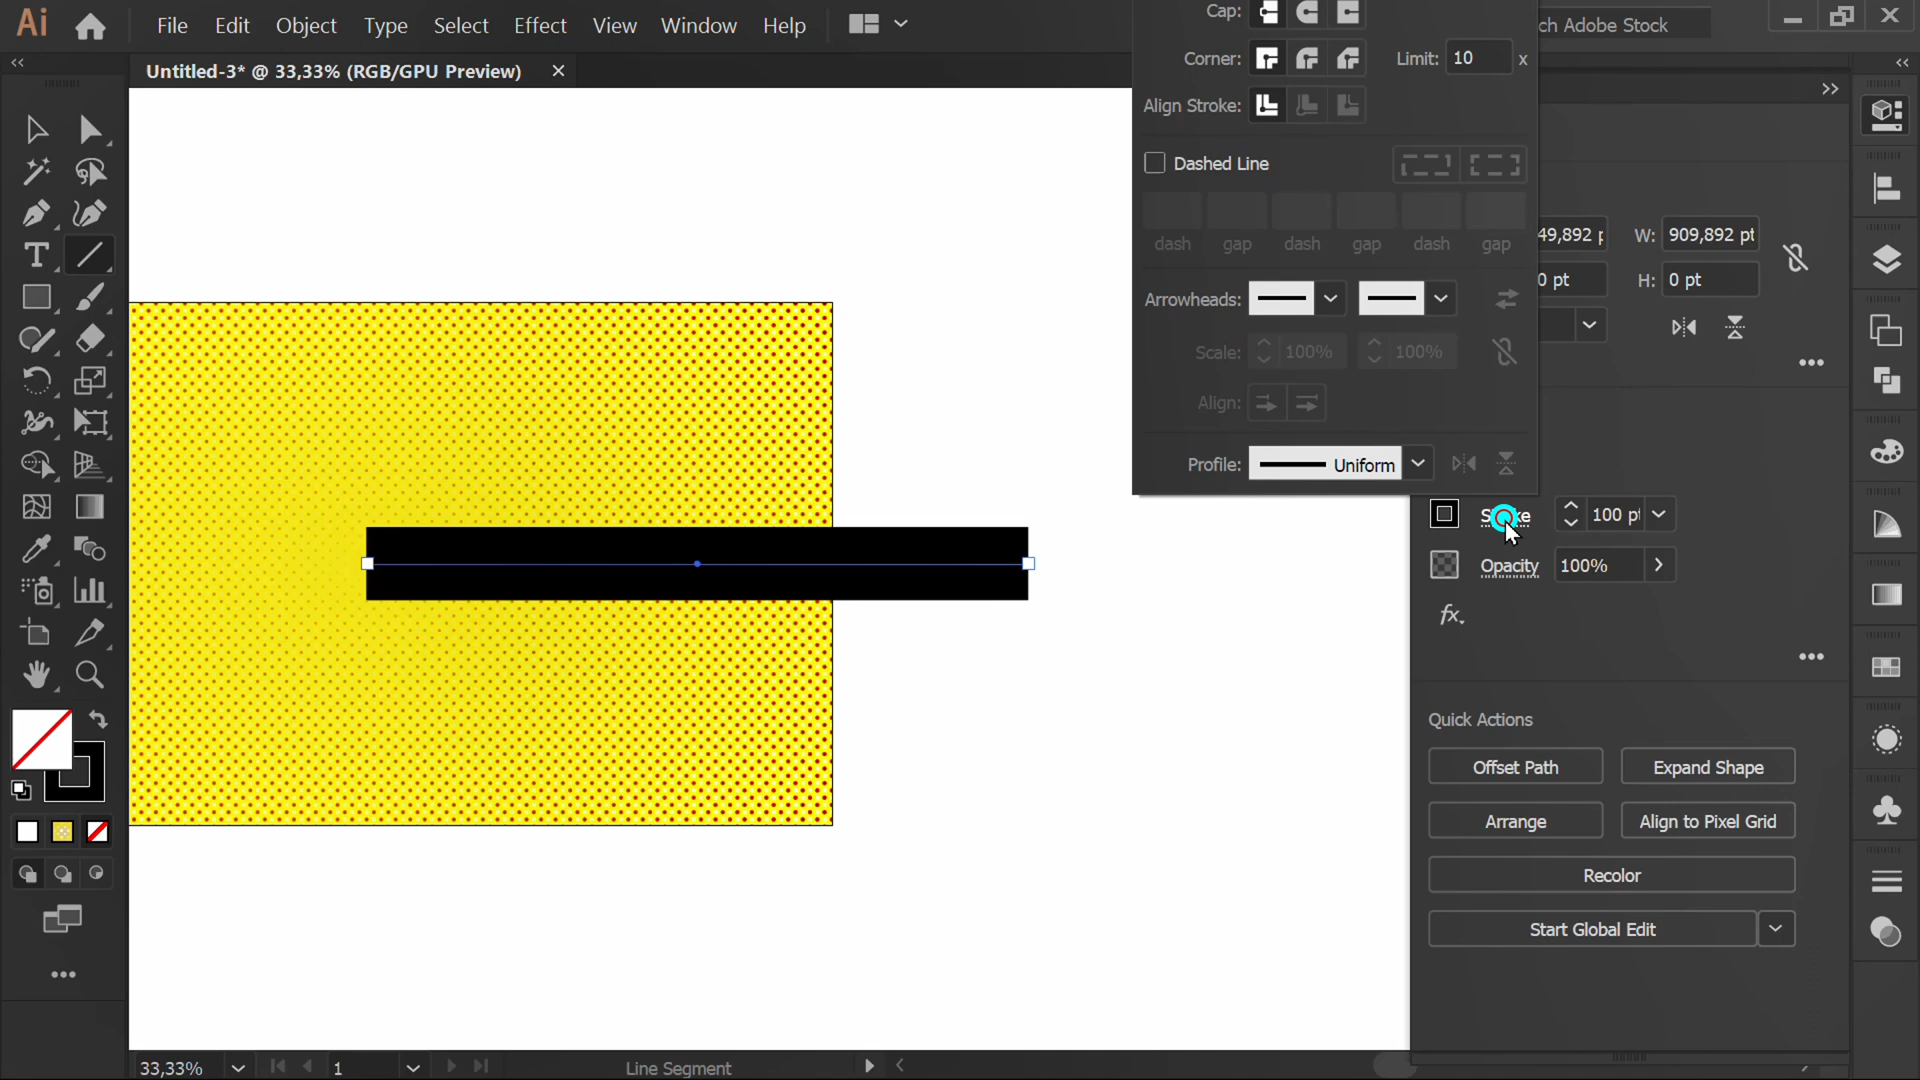 Ai File Edit Object Type Select Effect View Window Help
ch Adobe Stock
Untitled-3* @ 33,33% (RGB/GPU Preview)
Cap:
Corner: Limit: 10 x
Align Stroke:
Dashed Line
dash gap dash gap dash gap
Arrowheads:
Scale: 100% 100%
Align:
Profile: Uniform
49,892 W: 909,892 pt
0 pt H: 0 pt
Stroke 100 pt
Opacity 100%
fx.
Quick Actions
Offset Path Expand Shape
Arrange Align to Pixel Grid
Recolor
Start Global Edit
T
33,33% 1 Line Segment